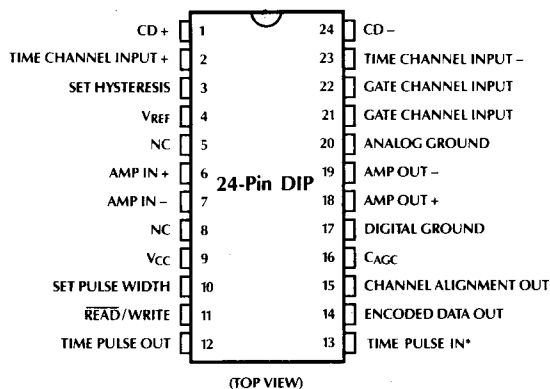 CD + 1 24 CD –
TIME CHANNEL INPUT + 2 23 TIME CHANNEL INPUT –
SET HYSTERESIS 3 22 GATE CHANNEL INPUT
VREF 4 21 GATE CHANNEL INPUT
NC 5 20 ANALOG GROUND
AMP IN + 6 19 AMP OUT –
24-Pin DIP
AMP IN – 7 18 AMP OUT +
NC 8 17 DIGITAL GROUND
VCC 9 16 CAGC
SET PULSE WIDTH 10 15 CHANNEL ALIGNMENT OUT
READ/WRITE 11 14 ENCODED DATA OUT
TIME PULSE OUT 12 13 TIME PULSE IN*
(TOP VIEW)